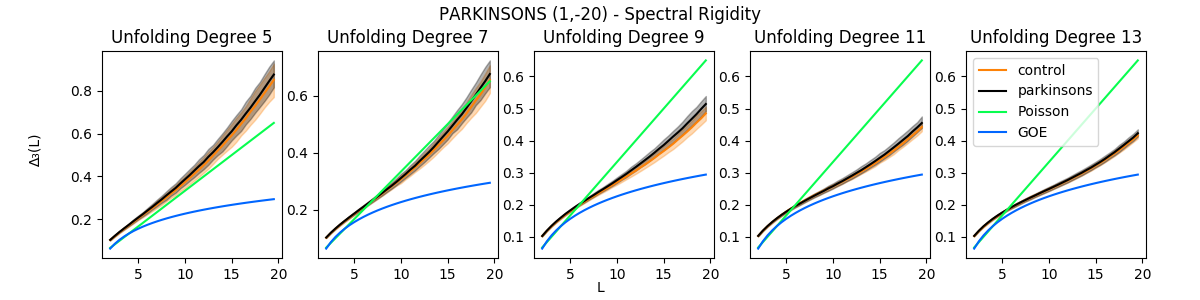 PARKINSONS (1,-20) - Spectral Rigidity
Unfolding Degree 5
Unfolding Degree 7
Unfolding Degree 9
Unfolding Degree 11
Unfolding Degree 13
Δ₃(L)
0.8
0.6
0.4
0.2
0.6
0.4
0.2
0.6
0.5
0.4
0.3
0.2
0.1
0.6
0.5
0.4
0.3
0.2
0.1
0.6
0.5
0.4
0.3
0.2
0.1
control
parkinsons
Poisson
GOE
5 10 15 20
5 10 15 20
5 10 15 20
5 10 15 20
5 10 15 20
L